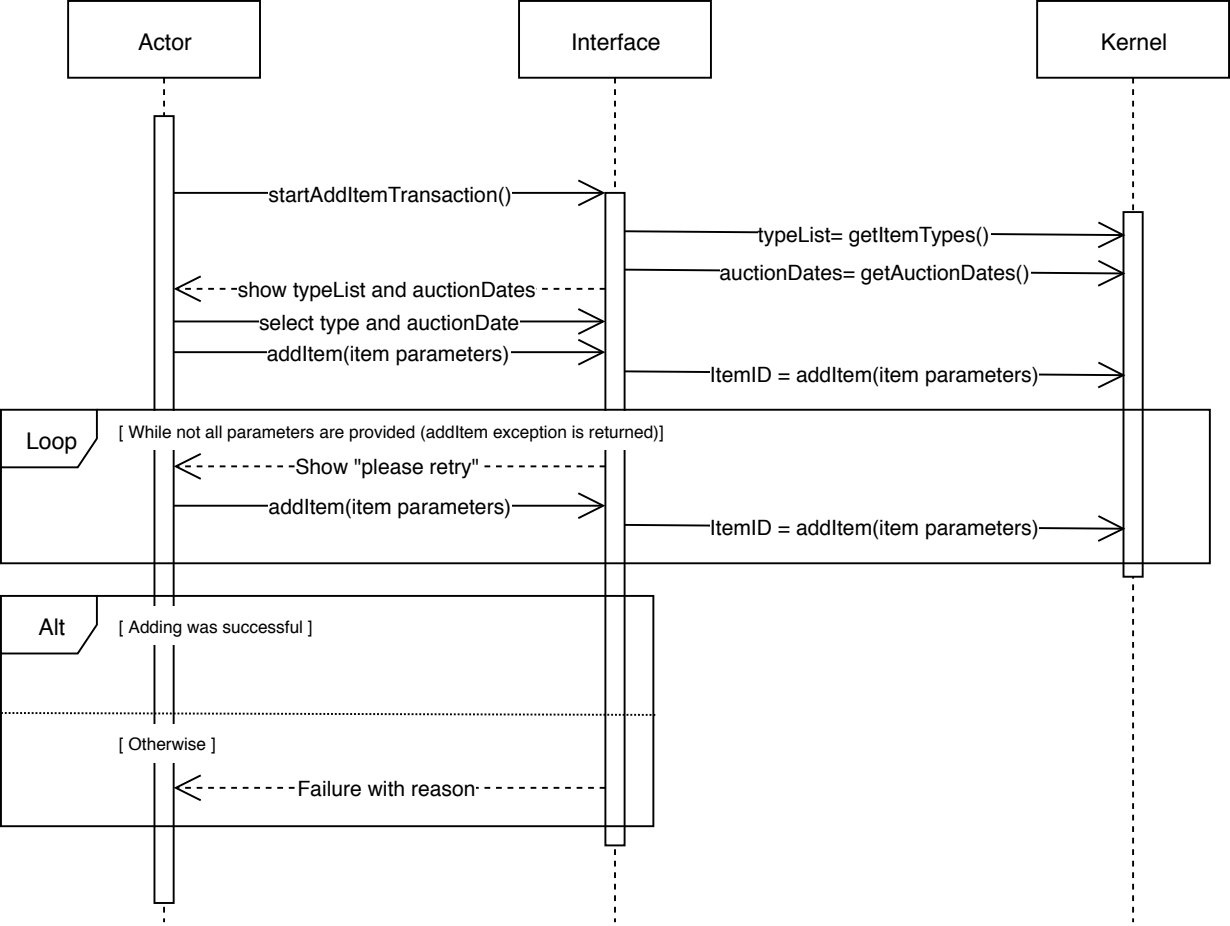 Actor
Interface
Kernel
startAddItemTransaction()
typeList= getItemTypes()
auctionDates= getAuctionDates()
show typeList and auctionDates
select type and auctionDate
addItem(item parameters)
ItemID = addItem(item parameters)
Loop
[ While not all parameters are provided (addItem exception is returned)]
Show "please retry"
addItem(item parameters)
ItemID = addItem(item parameters)
Alt
[ Adding was successful ]
[ Otherwise ]
Failure with reason